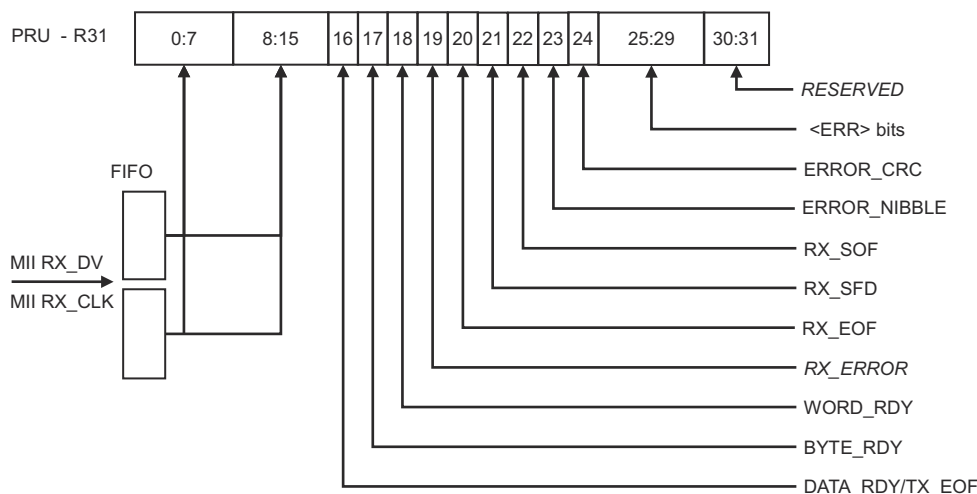 PRU - R31
0:7 8:15 16 17 18 19 20 21 22 23 24 25:29 30:31
RESERVED
<ERR> bits
ERROR_CRC
FIFO
ERROR_NIBBLE
RX_SOF
MII RX_DV
MII RX_CLK
RX_SFD
RX_EOF
RX_ERROR
WORD_RDY
BYTE_RDY
DATA_RDY/TX_EOF